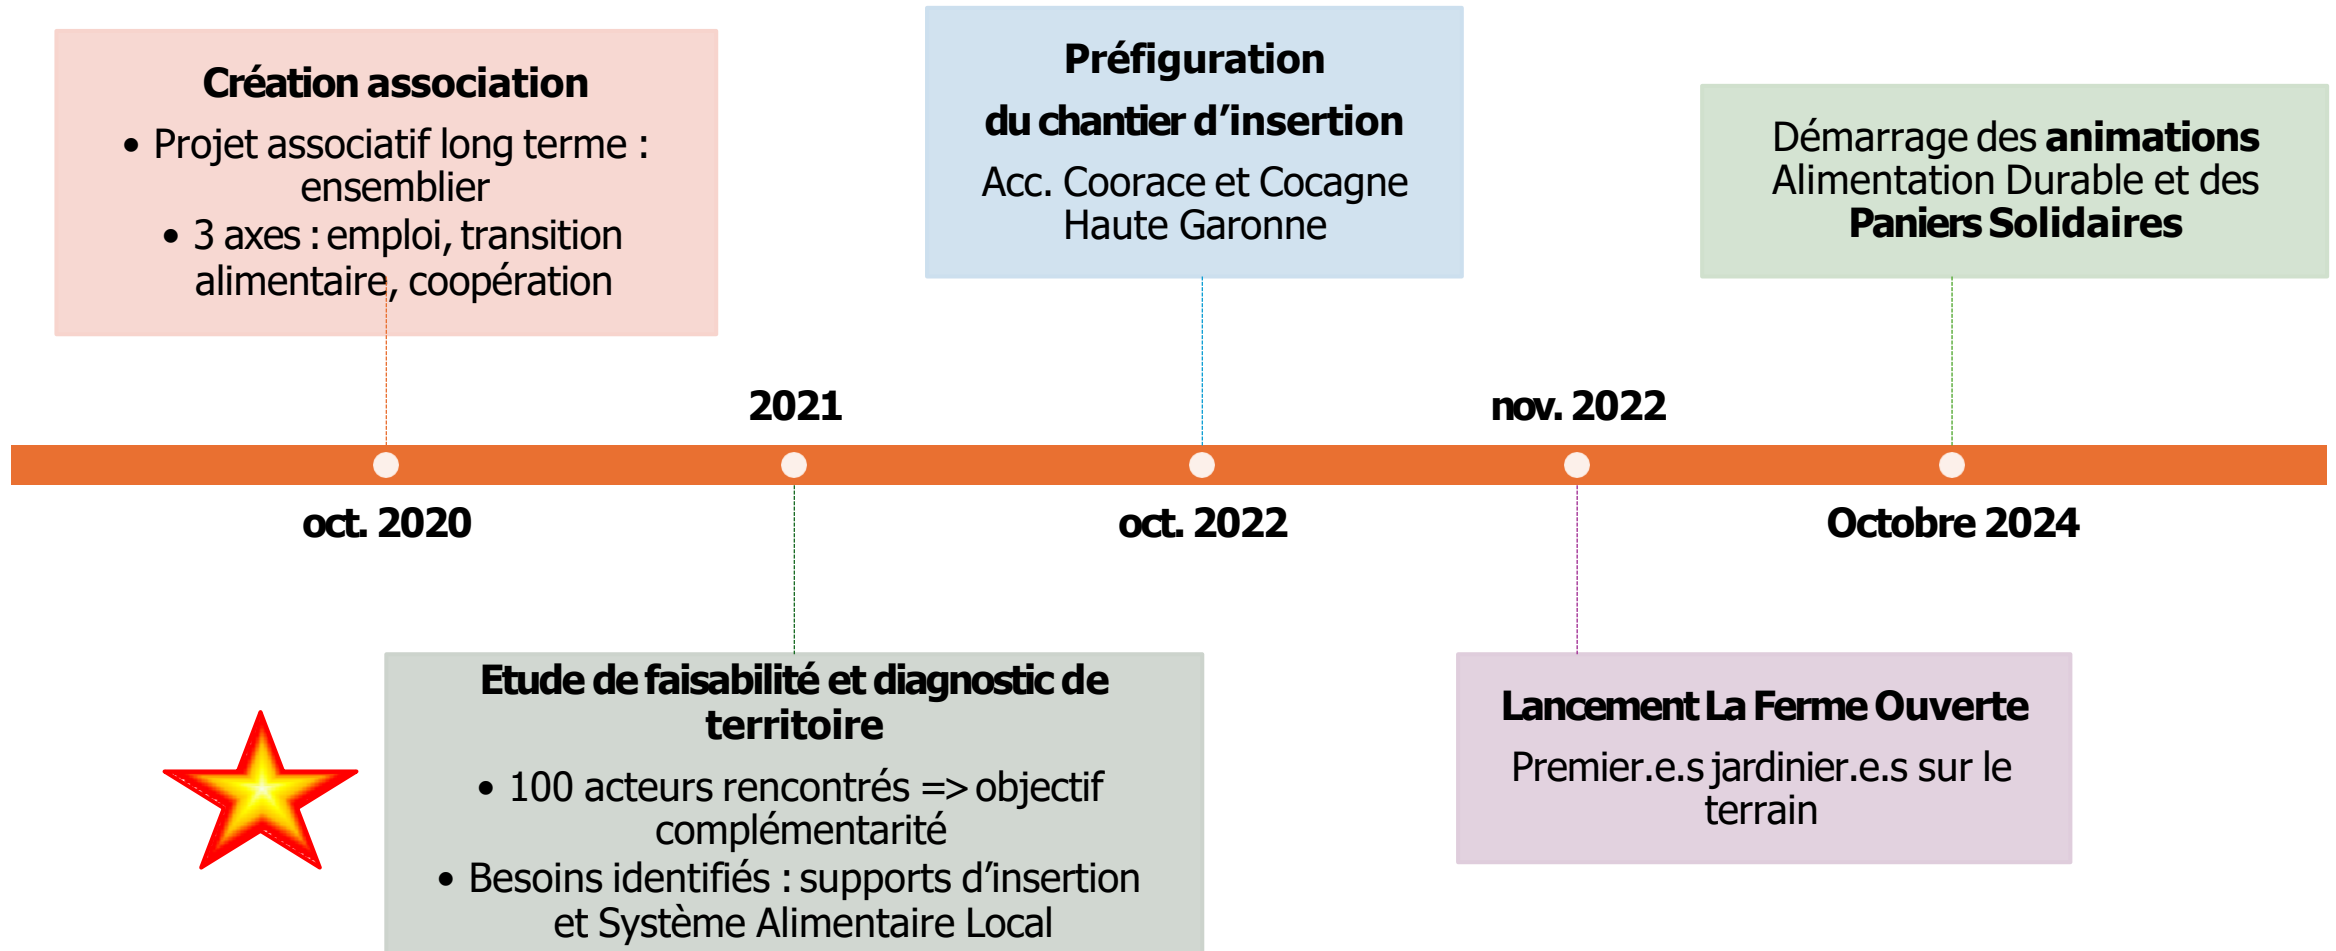 Création association
• Projet associatif long terme :
ensemblier
• 3 axes : emploi, transition
alimentaire, coopération
oct. 2020
2021
Etude de faisabilité et diagnostic de
territoire
• 100 acteurs rencontrés => objectif
complémentarité
• Besoins identifiés : supports d’insertion
et Système Alimentaire Local
Préfiguration
du chantier d’insertion
Acc. Coorace et Cocagne
Haute Garonne
oct. 2022
nov. 2022
Lancement La Ferme Ouverte
Premier.e.s jardinier.e.s sur le
terrain
Démarrage des animations
Alimentation Durable et des
Paniers Solidaires
Octobre 2024